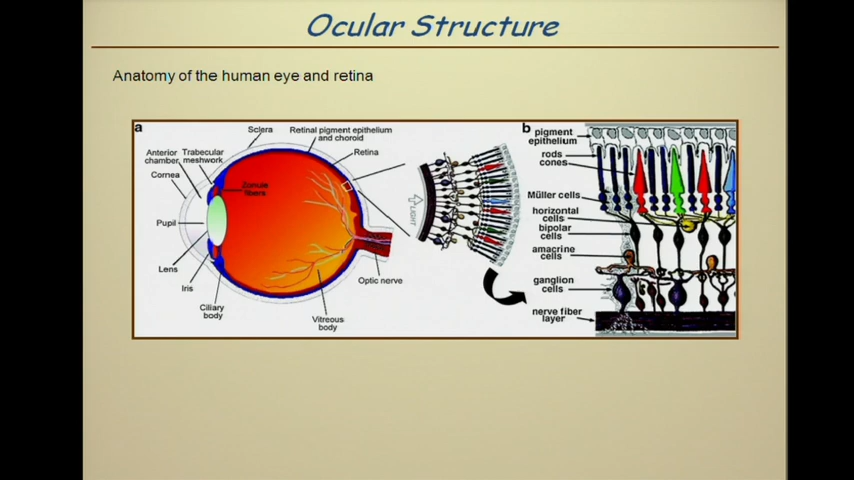 Ocular Structure
Anatomy of the human eye and retina
a
Sclera
Retinal pigment epithelium
and choroid
Anterior
chamber
Trabecular
meshwork
Retina
Cornea
Zonule
fibers
Pupil
Lens
Iris
Ciliary
body
Vitreous
body
Optic nerve
LIGHT
b
pigment
epithelium
rods
cones
Müller cells
horizontal
cells
bipolar
cells
amacrine
cells
ganglion
cells
nerve fiber
layer